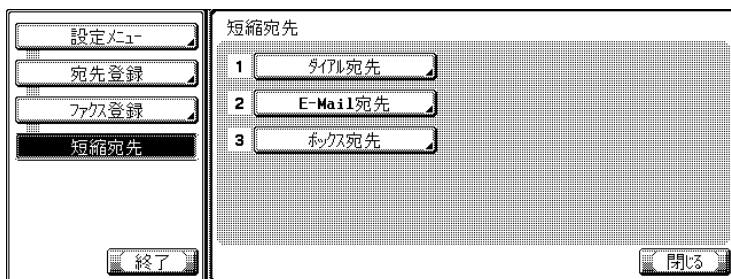 設定ﾒﾆｭｰ
宛先登録
ﾌｧｸｽ登録
短縮宛先
終了
短縮宛先
1 ﾀﾞｲｱﾙ宛先
2 E-Mail宛先
3 ﾎﾞｯｸｽ宛先
閉じる